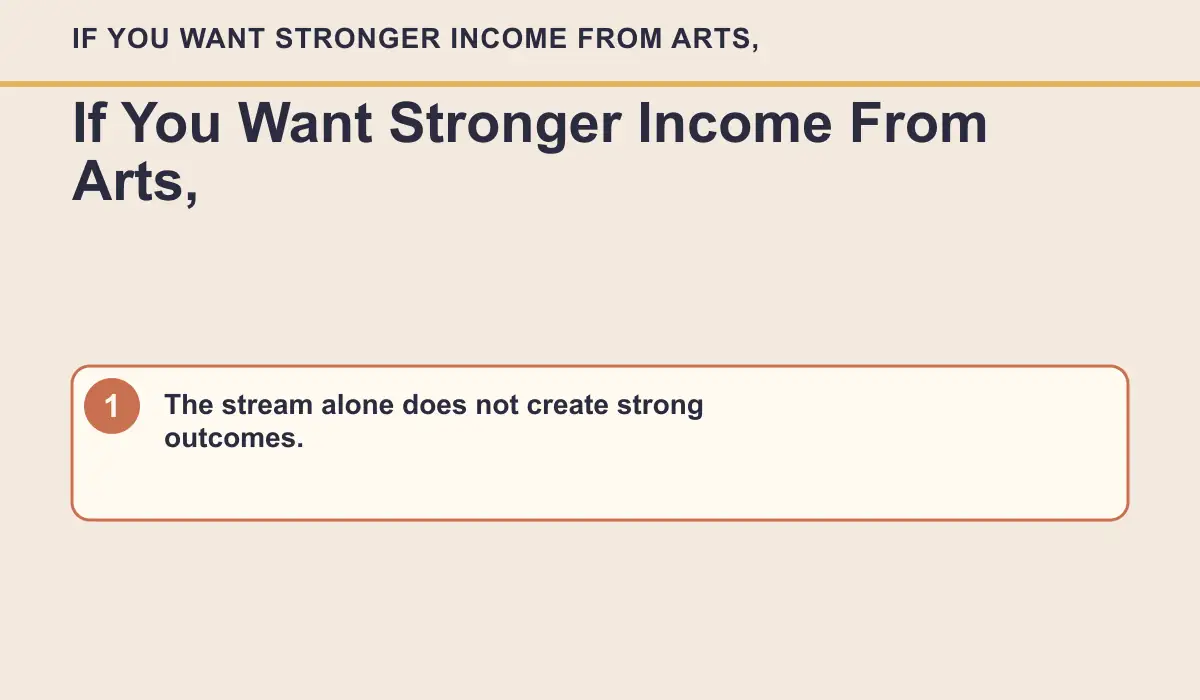 IF YOU WANT STRONGER INCOME FROM ARTS,
If You Want Stronger Income From
Arts,
1
The stream alone does not create strong
outcomes.